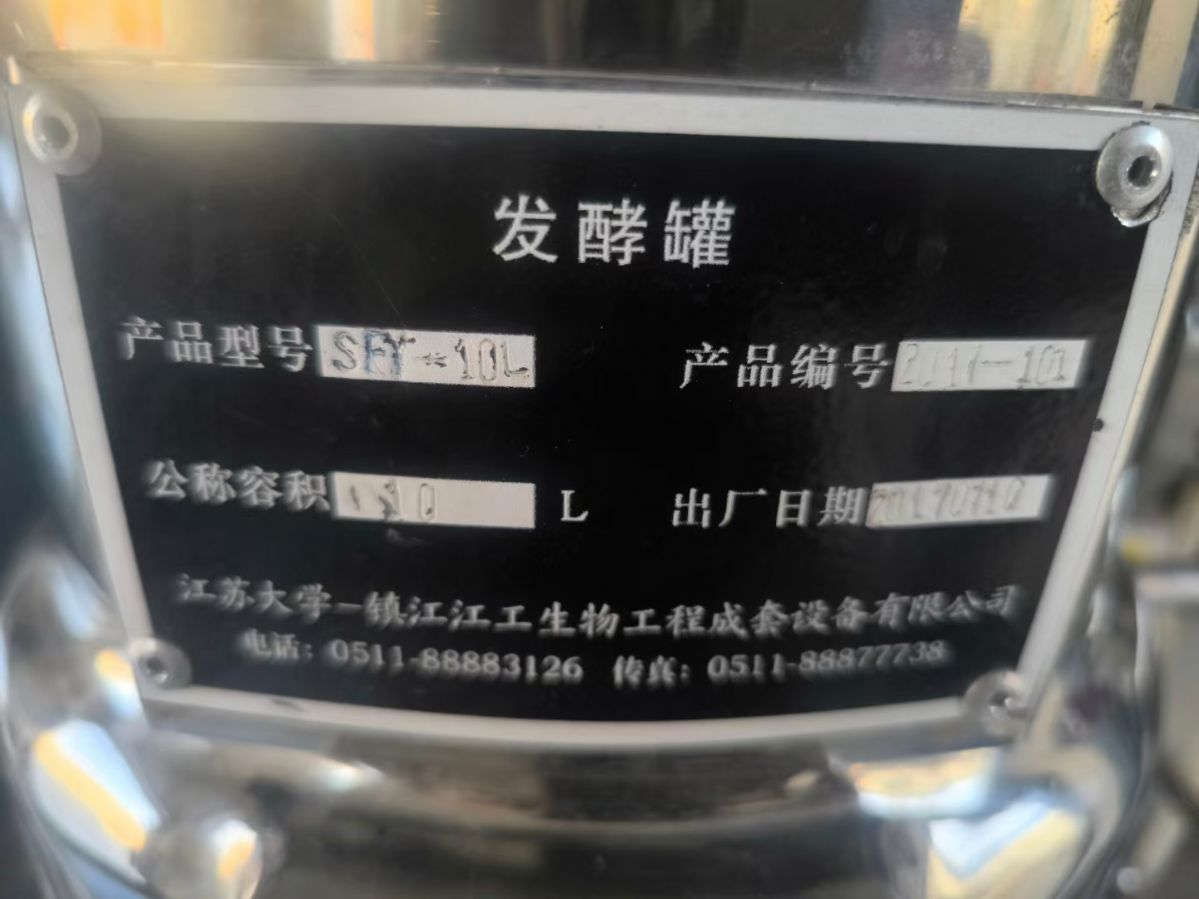 发酵罐
产品型号 SFY-10L 产品编号
公称容积 10 L 出厂日期 20170710
江苏大学-镇江江工生物工程成套设备有限公司
电话：0511-88883126 传真：0511-88877738